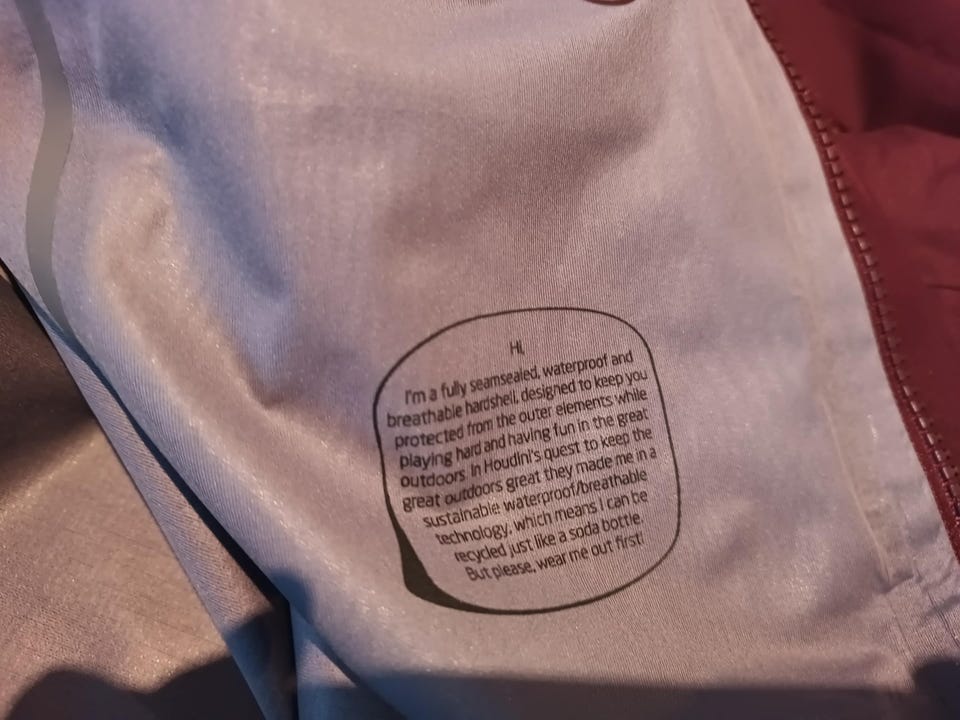 Hi,
I'm a fully seamsealed, waterproof and
breathable hardshell, designed to keep you
protected from the outer elements while
playing hard and having fun in the great
outdoors. In Houdini's quest to keep the
great outdoors great they made me in a
sustainable waterproof/breathable
technology, which means I can be
recycled just like a soda bottle.
But please, wear me out first!